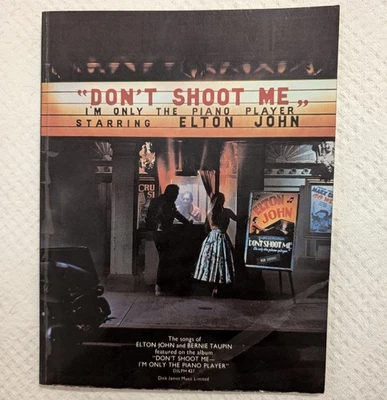 "DON'T SHOOT ME"
I'M ONLY THE PIANO PLAYER
STARRING ELTON JOHN
ELTON
JOHN
DON'T SHOOT ME
The songs of
ELTON JOHN and BERNIE TAUPIN
featured on the album
"DON'T SHOOT ME—
I'M ONLY THE PIANO PLAYER"
DJLPH 427
Dick James Music Limited